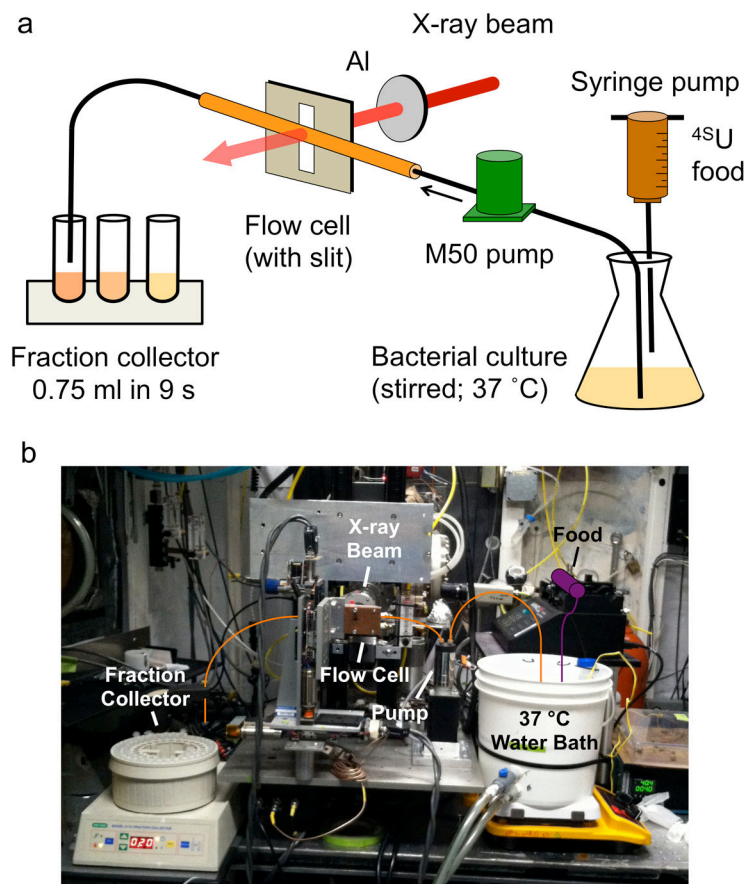 a
X-ray beam
Al
Syringe pump
4SU
food
Flow cell
(with slit)
M50 pump
Fraction collector
0.75 ml in 9 s
Bacterial culture
(stirred; 37 ˚C)
b
X-ray
Beam
Food
Fraction
Collector
Flow Cell
Pump
37 °C
Water Bath
020